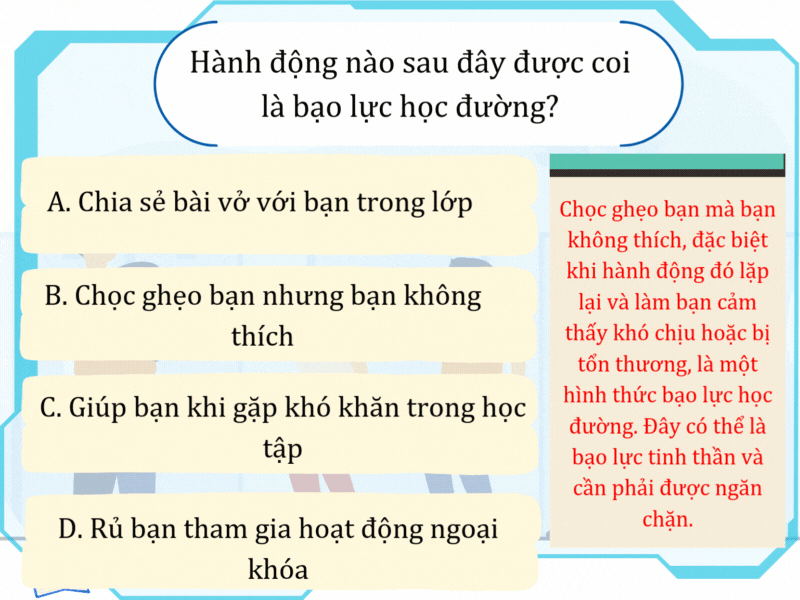 Hành động nào sau đây được coi
là bạo lực học đường?
A. Chia sẻ bài vở với bạn trong lớp
B. Chọc ghẹo bạn nhưng bạn không
thích
C. Giúp bạn khi gặp khó khăn trong học
tập
D. Rủ bạn tham gia hoạt động ngoại
khóa
Chọc ghẹo bạn mà bạn
không thích, đặc biệt
khi hành động đó lặp
lại và làm bạn cảm
thấy khó chịu hoặc bị
tổn thương, là một
hình thức bạo lực học
đường. Đây có thể là
bạo lực tinh thần và
cần phải được ngăn
chặn.